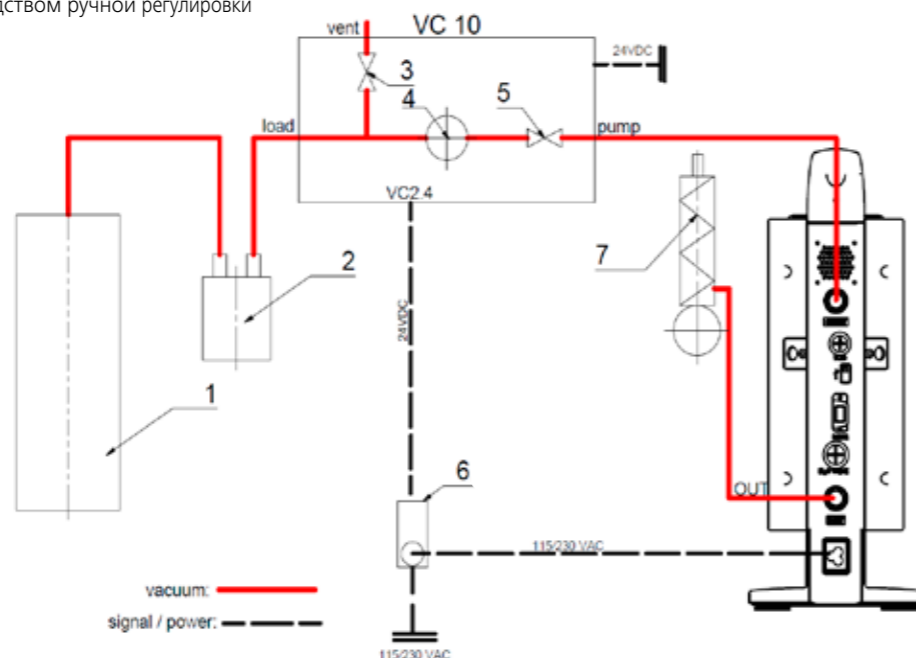 дством ручной регулировки
vent
VC 10
24VDC
3
4
5
load
pump
VC2.4
7
2
24VDC
1
6
OUT
115/230 VAC
vacuum:
signal / power:
115/230 VAC